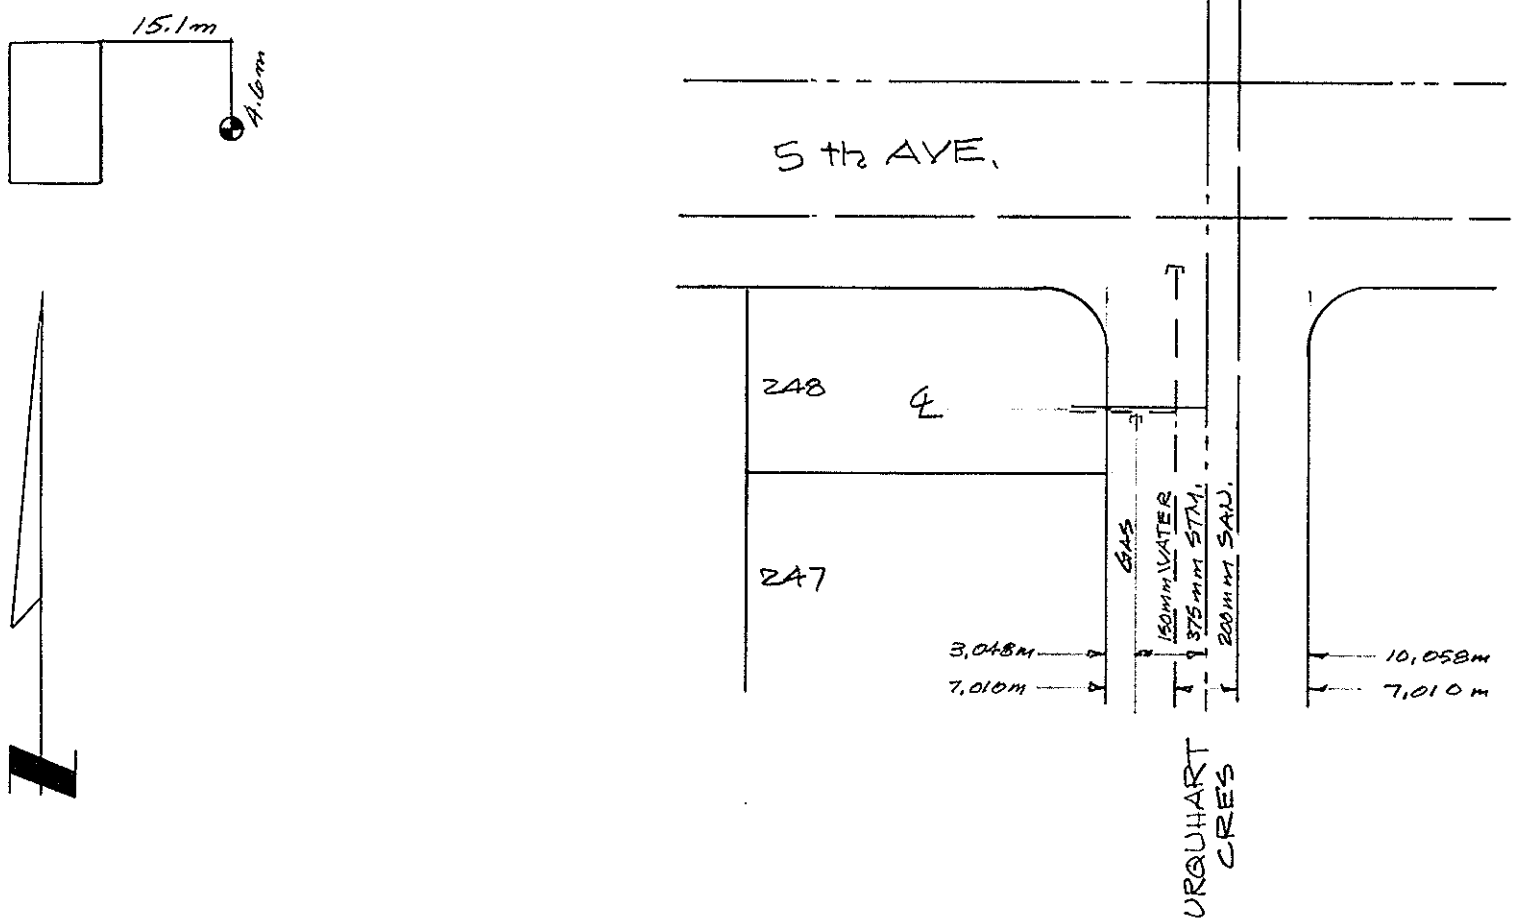 15.1m
4.6m
5th AVE.
248
℄
247
GAS
150mm WATER
375mm STM.
200mm SAN.
3,048m
10,058m
7,010m
7,010m
URQUHART
CRES